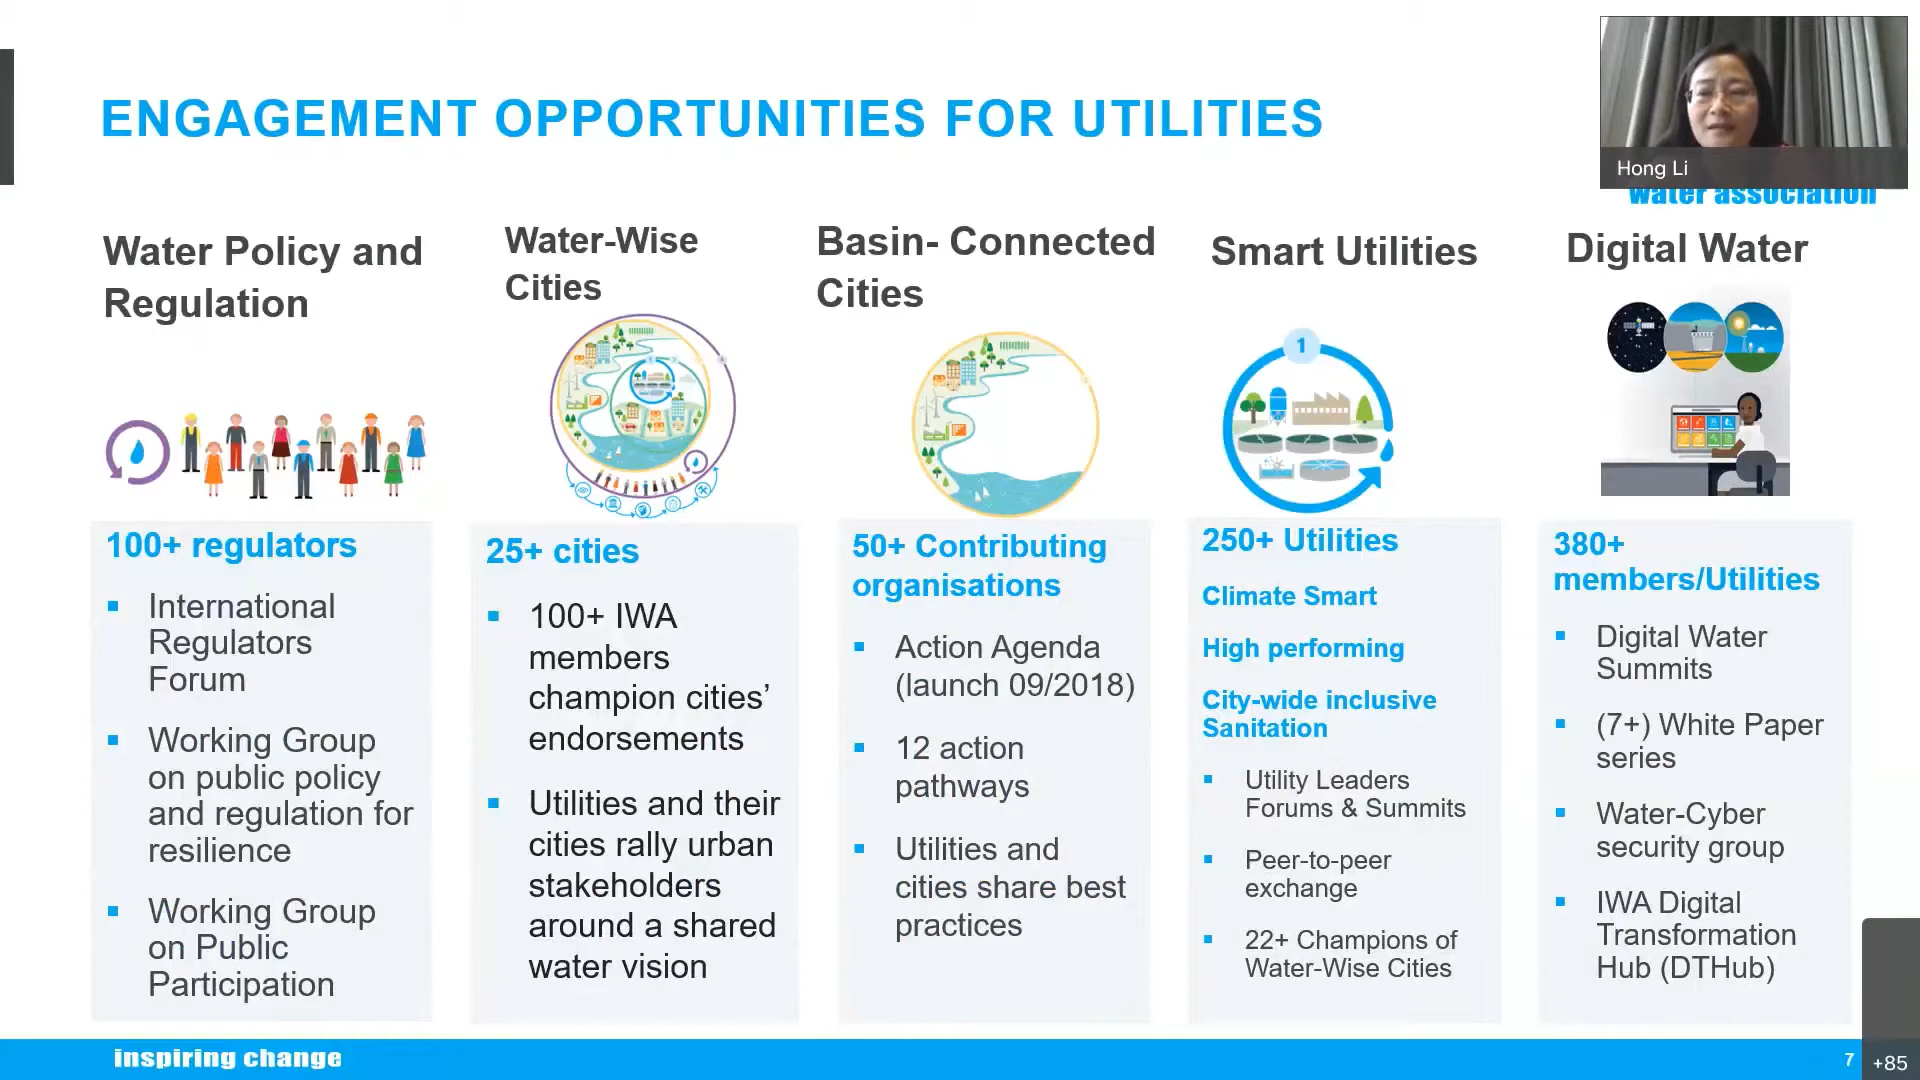 ENGAGEMENT OPPORTUNITIES FOR UTILITIES
Hong Li
water association
Water Policy and
Regulation
100+ regulators
International
Regulators
Forum
Working Group
on public policy
and regulation for
resilience
Working Group
on Public
Participation
Water-Wise
Cities
25+ cities
100+ IWA
members
champion cities’
endorsements
Utilities and their
cities rally urban
stakeholders
around a shared
water vision
Basin- Connected
Cities
50+ Contributing
organisations
Action Agenda
(launch 09/2018)
12 action
pathways
Utilities and
cities share best
practices
Smart Utilities
1
250+ Utilities
Climate Smart
High performing
City-wide inclusive
Sanitation
Utility Leaders
Forums & Summits
Peer-to-peer
exchange
22+ Champions of
Water-Wise Cities
Digital Water
380+
members/Utilities
Digital Water
Summits
(7+) White Paper
series
Water-Cyber
security group
IWA Digital
Transformation
Hub (DTHub)
inspiring change
7
+85